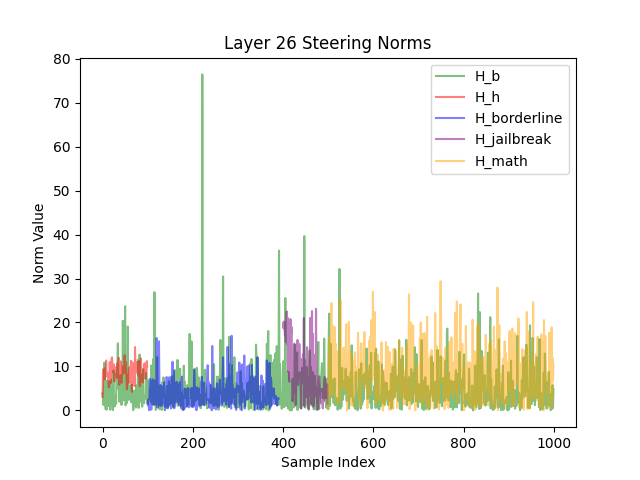 Layer 26 Steering Norms
80
70
60
50
40
30
20
10
0
Norm Value
H_b
H_h
H_borderline
H_jailbreak
H_math
0 200 400 600 800 1000
Sample Index